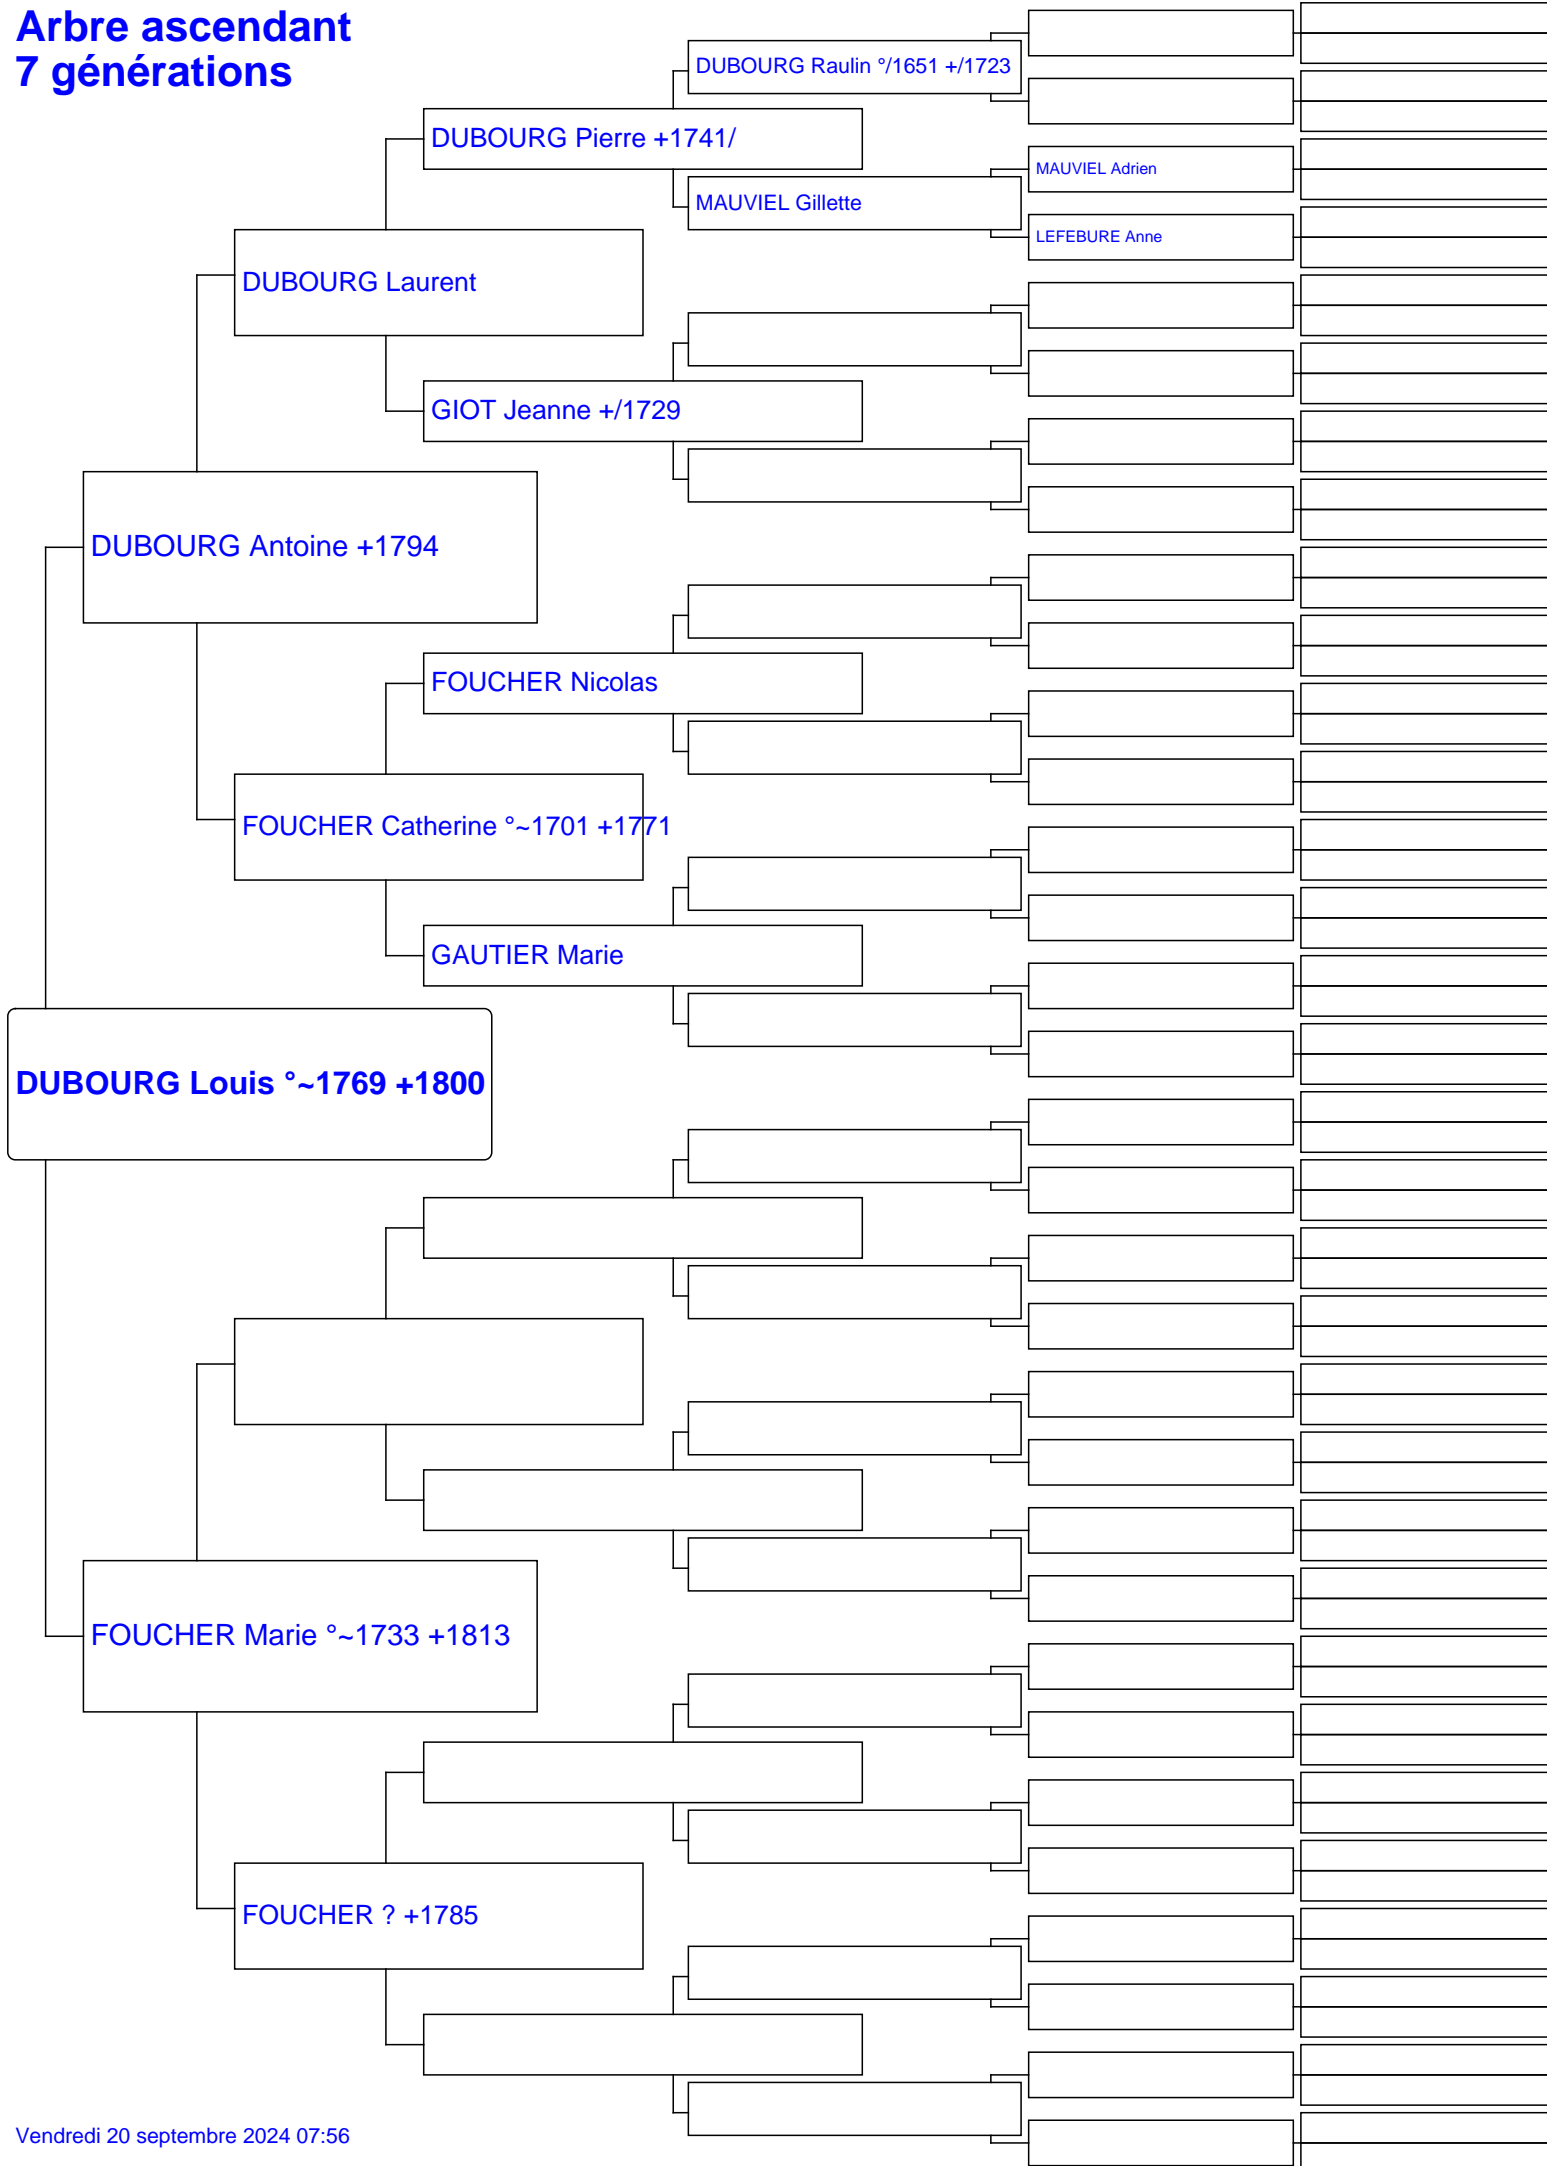 Arbre ascendant
7 générations
DUBOURG Raulin °/1651 +/1723
DUBOURG Pierre +1741/
MAUVIEL Adrien
MAUVIEL Gillette
LEFEBURE Anne
DUBOURG Laurent
GIOT Jeanne +/1729
DUBOURG Antoine +1794
FOUCHER Nicolas
FOUCHER Catherine °~1701 +1771
GAUTIER Marie
DUBOURG Louis °~1769 +1800
FOUCHER Marie °~1733 +1813
FOUCHER ? +1785
Vendredi 20 septembre 2024 07:56